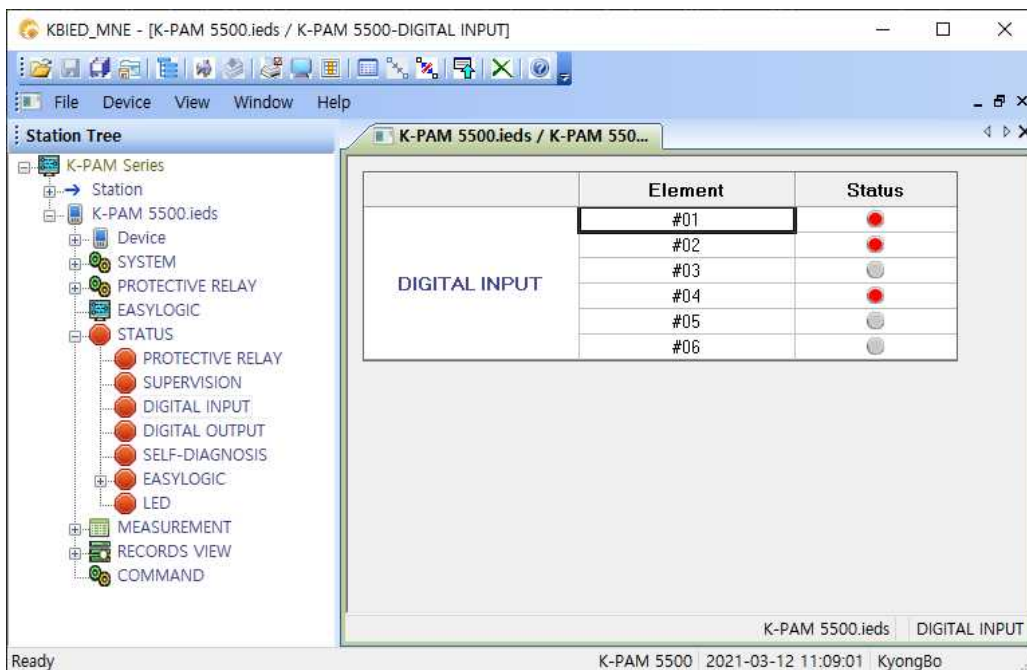 KBIED_MNE - [K-PAM 5500.ieds / K-PAM 5500-DIGITAL INPUT]
File Device View Window Help
Station Tree
K-PAM Series
Station
K-PAM 5500.ieds
Device
SYSTEM
PROTECTIVE RELAY
EASYLOGIC
STATUS
PROTECTIVE RELAY
SUPERVISION
DIGITAL INPUT
DIGITAL OUTPUT
SELF-DIAGNOSIS
EASYLOGIC
LED
MEASUREMENT
RECORDS VIEW
COMMAND
K-PAM 5500.ieds / K-PAM 550...
Element Status
DIGITAL INPUT
#01
#02
#03
#04
#05
#06
K-PAM 5500.ieds DIGITAL INPUT
Ready K-PAM 5500 2021-03-12 11:09:01 KyongBo